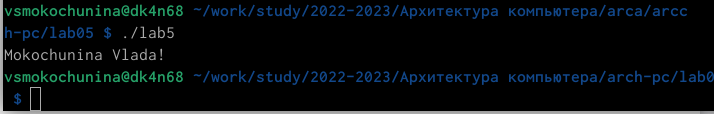 vsmokochunina@dk4n68 ~/work/study/2022-2023/Архитектура компьютера/arca/arcc
h-pc/lab05 $ ./lab5
Mokochunina Vlada!
vsmokochunina@dk4n68 ~/work/study/2022-2023/Архитектура компьютера/arch-pc/lab0
$